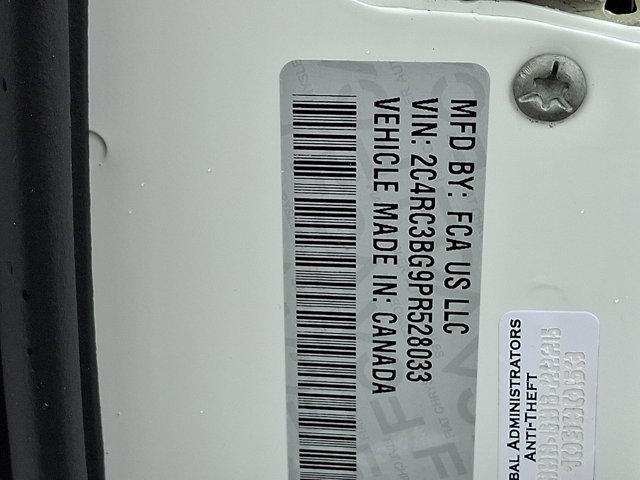 MFD BY: FCA US LLC
VIN: 2C4RC3BG9PR528033
VEHICLE MADE IN: CANADA
BAL ADMINISTRATORS
ANTI-THEFT